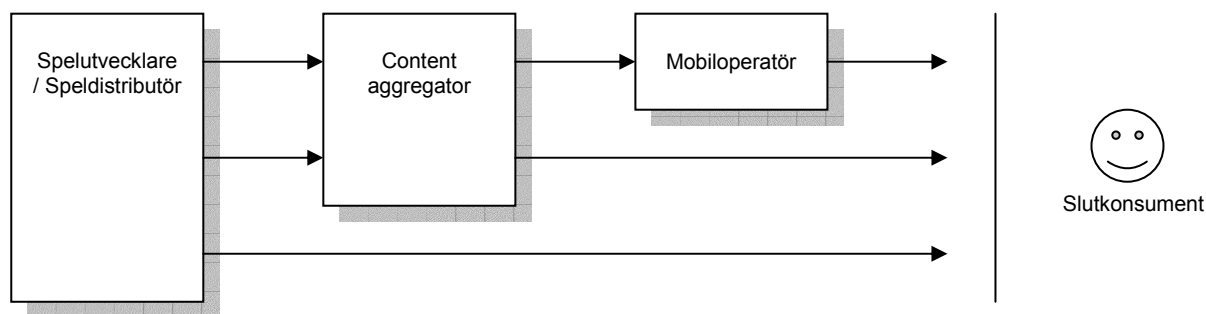 Spelutvecklare
/ Speldistributör
Content
aggregator
Mobiloperatör
Slutkonsument